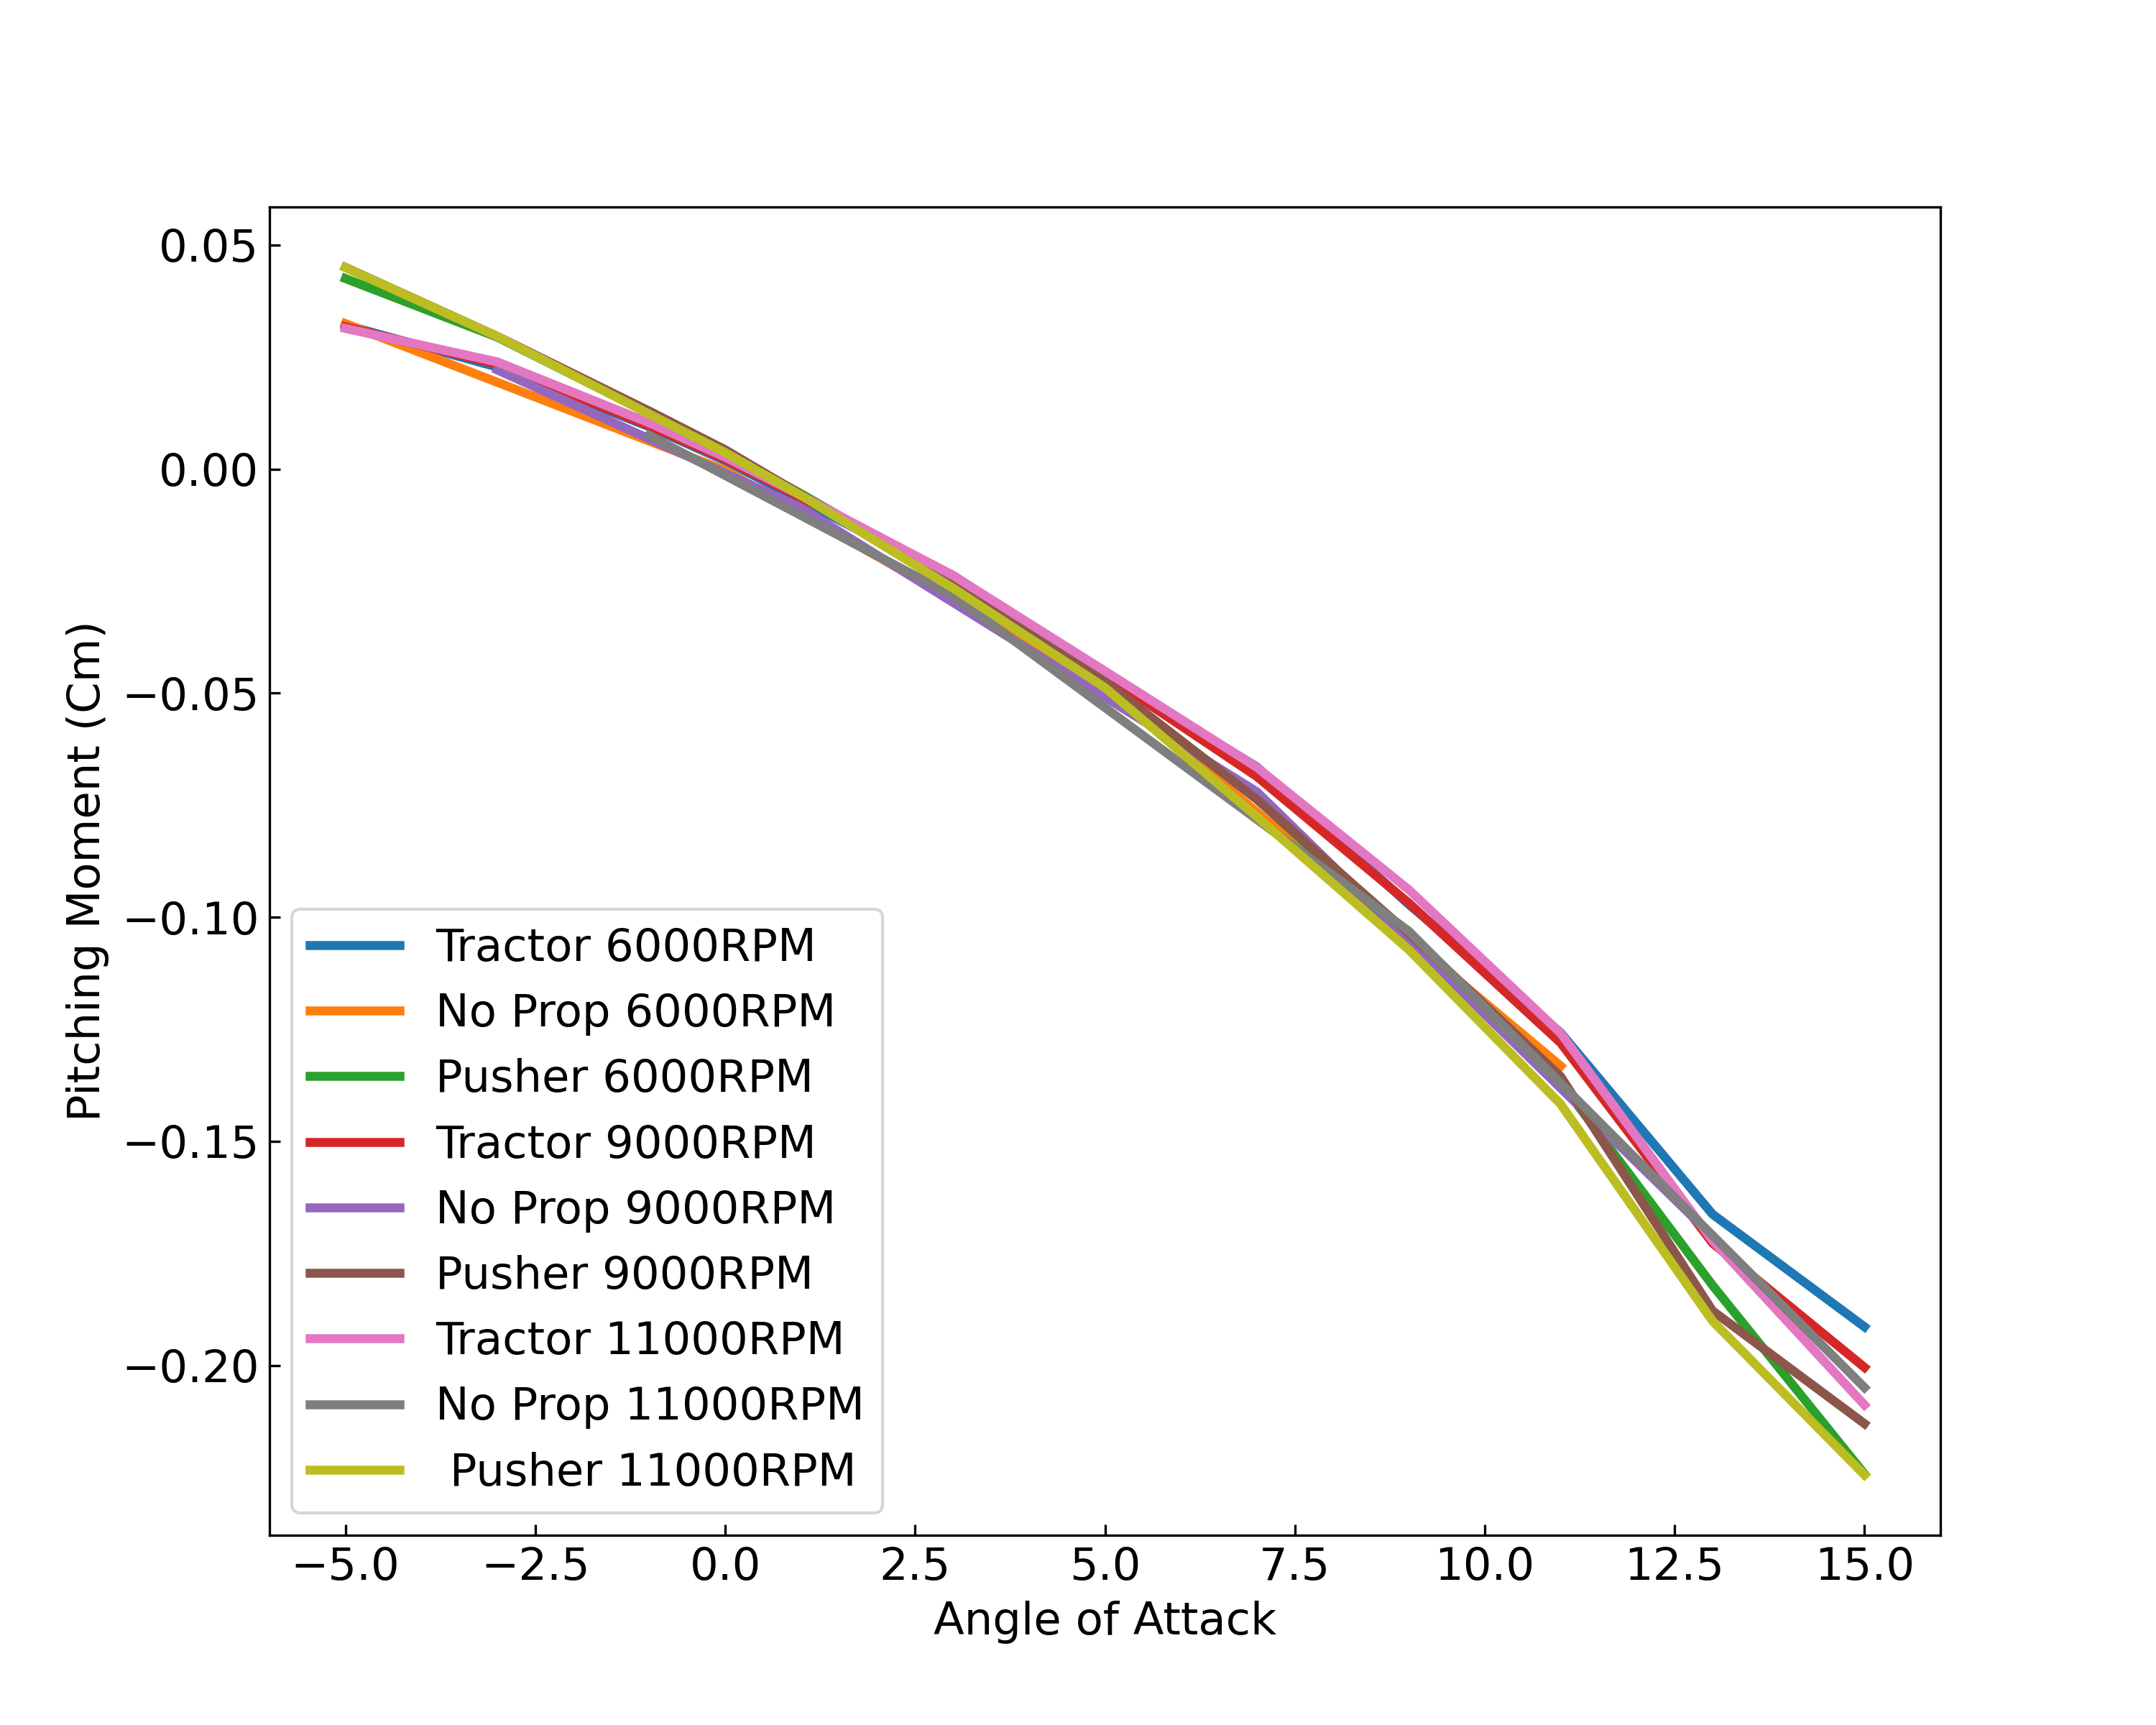 0.05
0.00
−0.05
−0.10
−0.15
−0.20
Pitching Moment (Cm)
Tractor 6000RPM
No Prop 6000RPM
Pusher 6000RPM
Tractor 9000RPM
No Prop 9000RPM
Pusher 9000RPM
Tractor 11000RPM
No Prop 11000RPM
Pusher 11000RPM
−5.0 −2.5 0.0 2.5 5.0 7.5 10.0 12.5 15.0
Angle of Attack